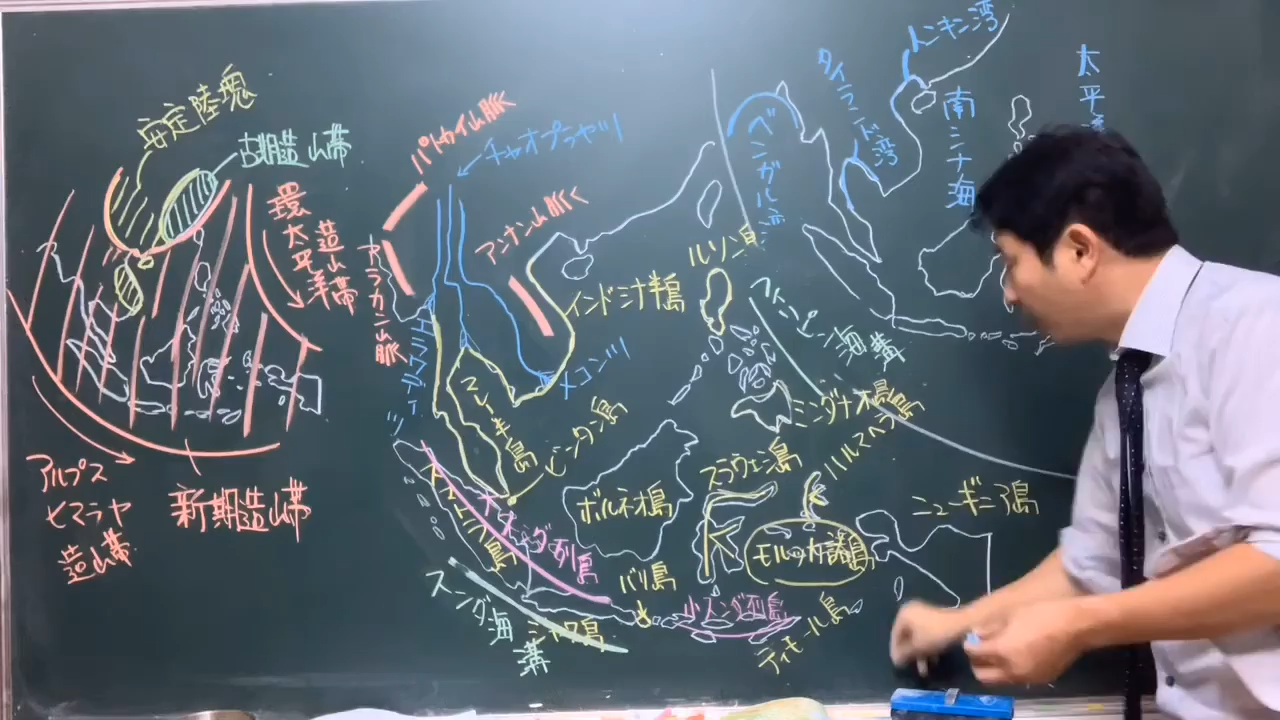 安定陸塊
古期造山帯
環太平洋
造山帯
アルプス
ヒマラヤ
造山帯
新期造山帯
パトカイ山脈
チャオプラヤ川
アンナン山脈
アラカン山脈
インドシナ半島
メコン川
マレー半島
ビンタン島
スマトラ島
大スンダ列島
スンダ海溝
ジャワ島
ボルネオ島
バリ島
小スンダ列島
ティモール島
スラウェシ島
モルッカ諸島
ハルマヘラ島
ミンダナオ島
ルソン島
フィリピン海溝
ニューギニア島
ベンガル湾
タイランド湾
トンキン湾
南シナ海
太平洋